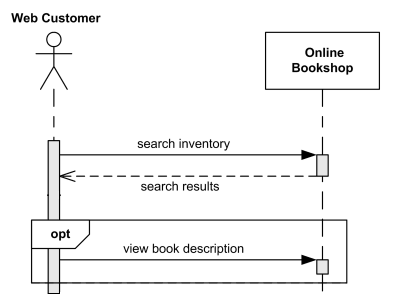 Web Customer
Online
Bookshop
search inventory
search results
opt
view book description